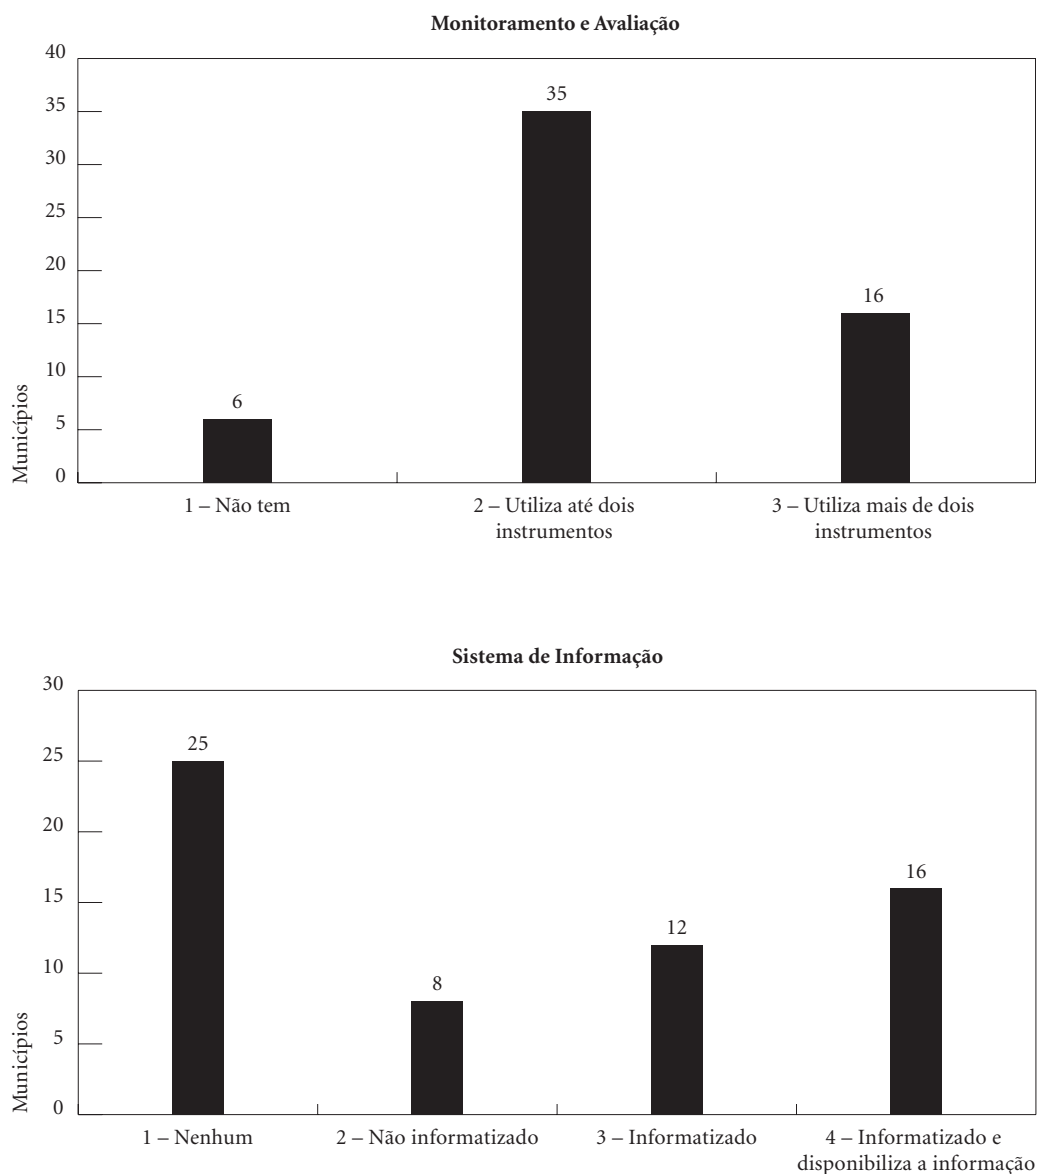 Monitoramento e Avaliação
40
35
30
25
20
15
10
5
0
Municípios
35
16
6
1 – Não tem
2 – Utiliza até dois
instrumentos
3 – Utiliza mais de dois
instrumentos
Sistema de Informação
30
25
20
15
10
5
0
Municípios
25
8
12
16
1 – Nenhum
2 – Não informatizado
3 – Informatizado
4 – Informatizado e
disponibiliza a informação